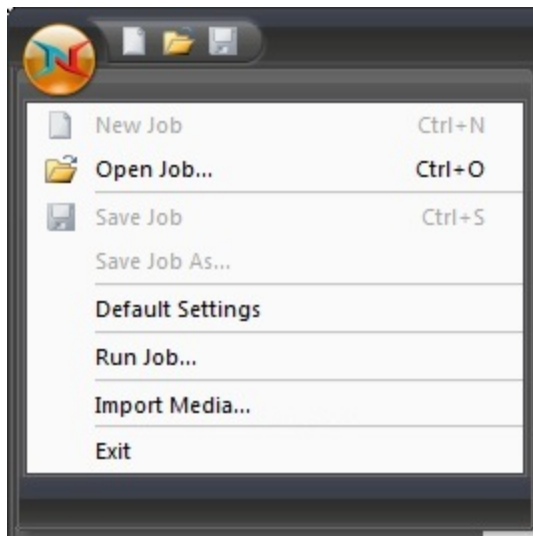 New Job Ctrl+N
Open Job... Ctrl+O
Save Job Ctrl+S
Save Job As...
Default Settings
Run Job...
Import Media...
Exit